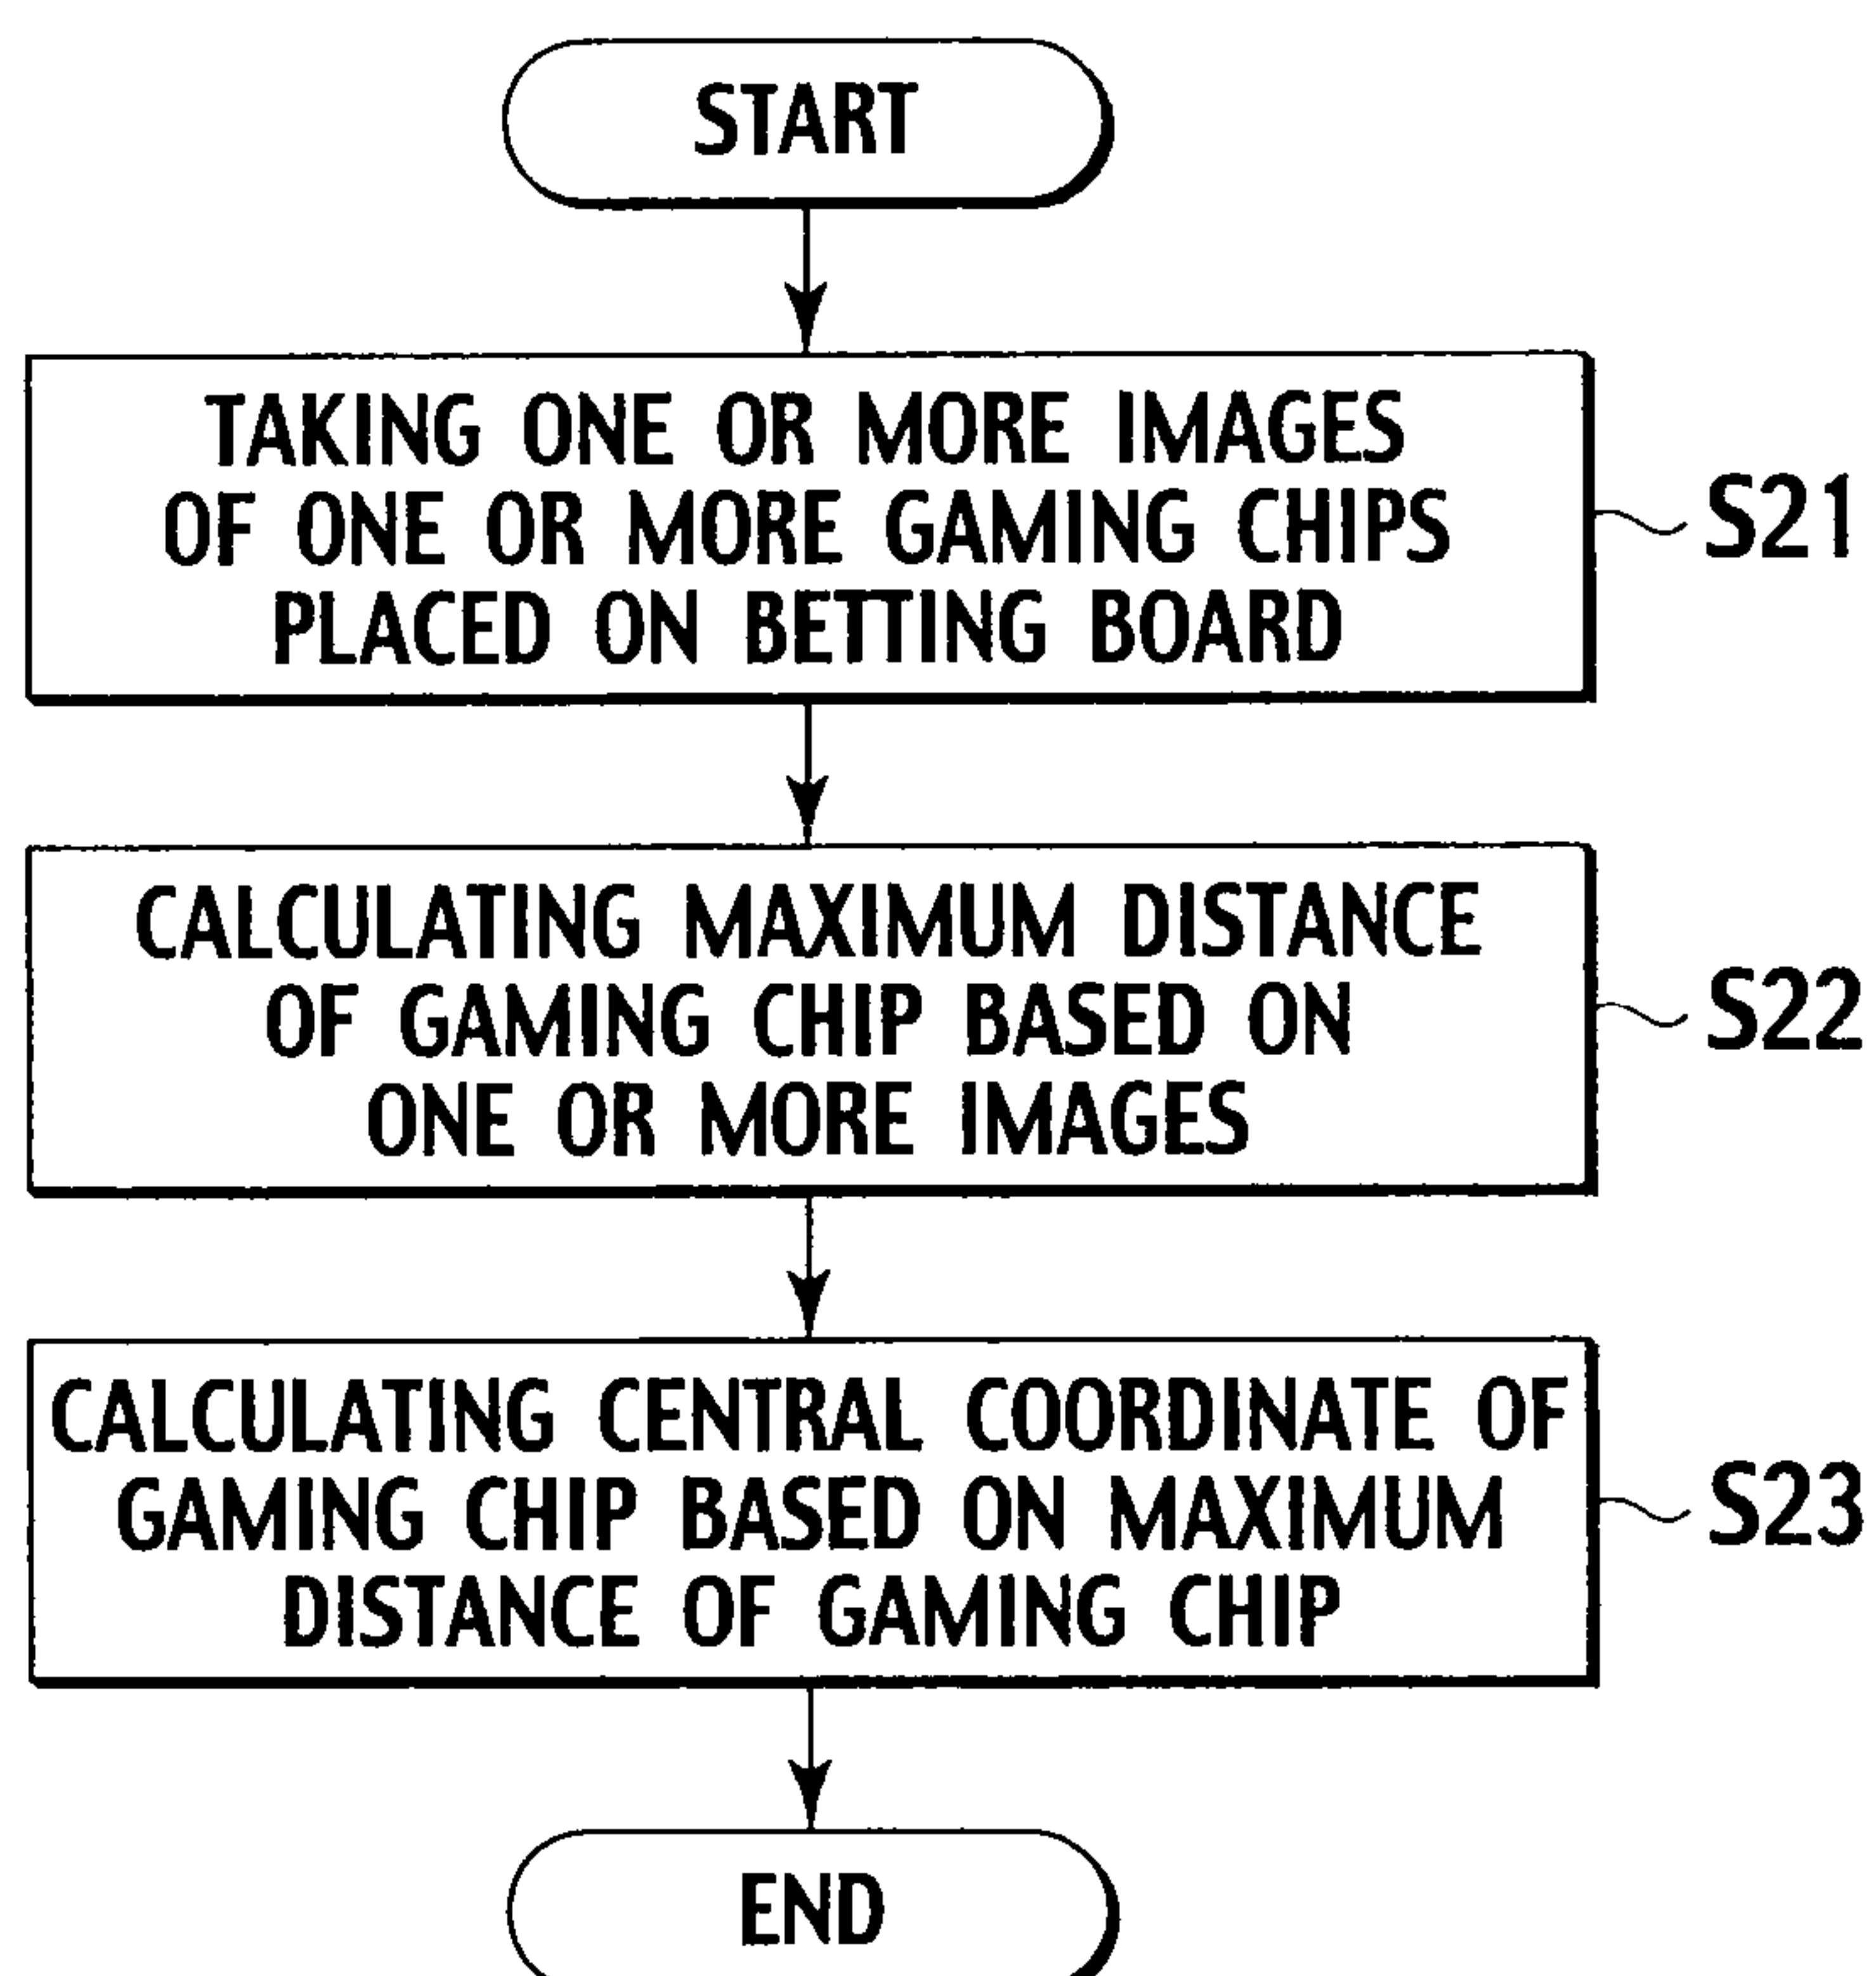 START
TAKING ONE OR MORE IMAGES
OF ONE OR MORE GAMING CHIPS
PLACED ON BETTING BOARD
S21
CALCULATING MAXIMUM DISTANCE
OF GAMING CHIP BASED ON
ONE OR MORE IMAGES
S22
CALCULATING CENTRAL COORDINATE OF
GAMING CHIP BASED ON MAXIMUM
DISTANCE OF GAMING CHIP
S23
END